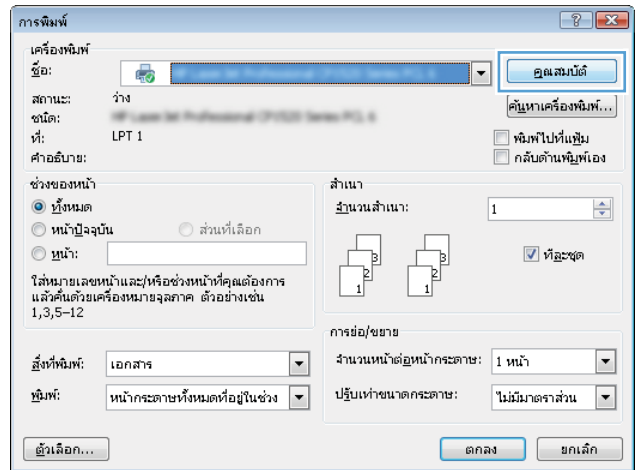 การพิมพ์
เครื่องพิมพ์
ชื่อ:
คุณสมบัติ
สถานะ: ว่าง
ค้นหาเครื่องพิมพ์...
ชนิด:
ที่: LPT 1
พิมพ์ไปที่แฟ้ม
คำอธิบาย:
กลับด้านพิมพ์เอง
ช่วงของหน้า
ทั้งหมด
หน้าปัจจุบัน ส่วนที่เลือก
หน้า:
ใส่หมายเลขหน้าและ/หรือช่วงหน้าที่คุณต้องการ
แล้วคั่นด้วยเครื่องหมายจุลภาค ตัวอย่างเช่น
1,3,5–12
สำเนา
จำนวนสำเนา: 1
3 3
2 2
1 1
ทีละชุด
สิ่งที่พิมพ์: เอกสาร
พิมพ์: หน้ากระดาษทั้งหมดที่อยู่ในช่วง
การย่อ/ขยาย
จำนวนหน้าต่อหน้ากระดาษ: 1 หน้า
ปรับเท่าขนาดกระดาษ: ไม่มีมาตราส่วน
ตัวเลือก...
ตกลง
ยกเลิก